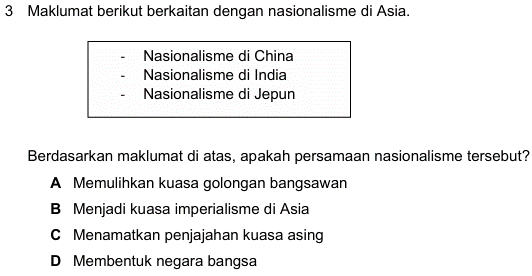 3 Maklumat berikut berkaitan dengan nasionalisme di Asia.
- Nasionalisme di China
- Nasionalisme di India
- Nasionalisme di Jepun
Berdasarkan maklumat di atas, apakah persamaan nasionalisme tersebut?
A Memulihkan kuasa golongan bangsawan
B Menjadi kuasa imperialisme di Asia
C Menamatkan penjajahan kuasa asing
D Membentuk negara bangsa